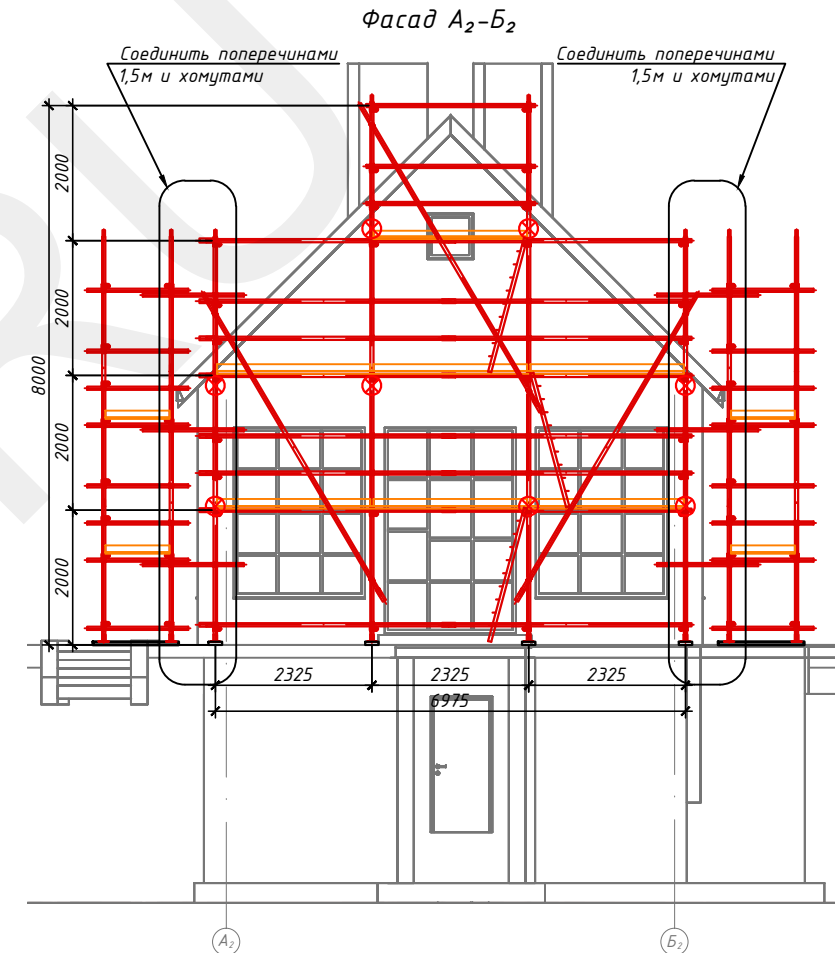 Фасад А₂-Б₂
Соединить поперечинами
1,5м и хомутами
Соединить поперечинами
1,5м и хомутами
2000
2000
8000
2000
2000
2325
2325
2325
6975
А₂
Б₂